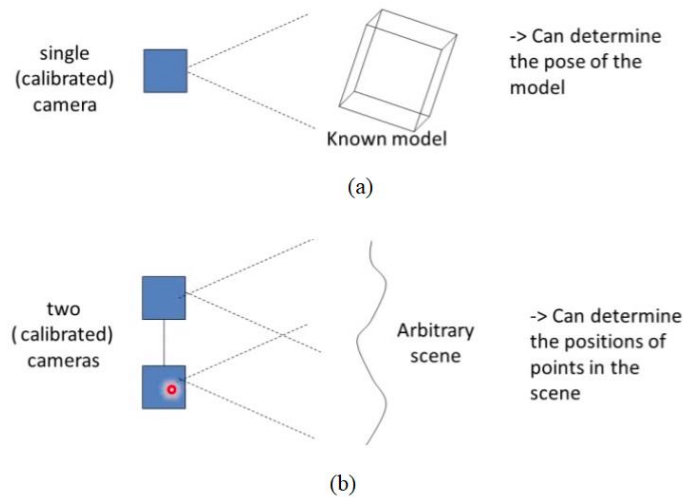 single
(calibrated)
camera
Known model
-> Can determine
the pose of the
model
(a)
two
(calibrated)
cameras
Arbitrary
scene
-> Can determine
the positions of
points in the
scene
(b)